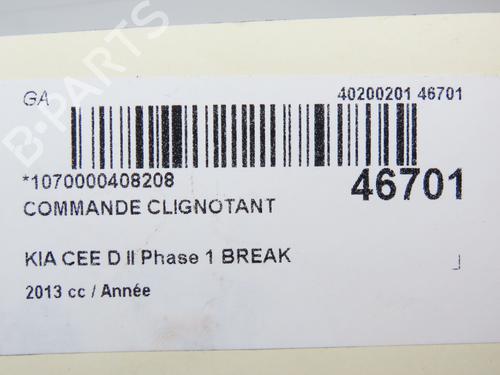 B-PARTS
GA
40200201 46701
*1070000408208
46701
COMMANDE CLIGNOTANT
KIA CEE D II Phase 1 BREAK
2013 cc / Année